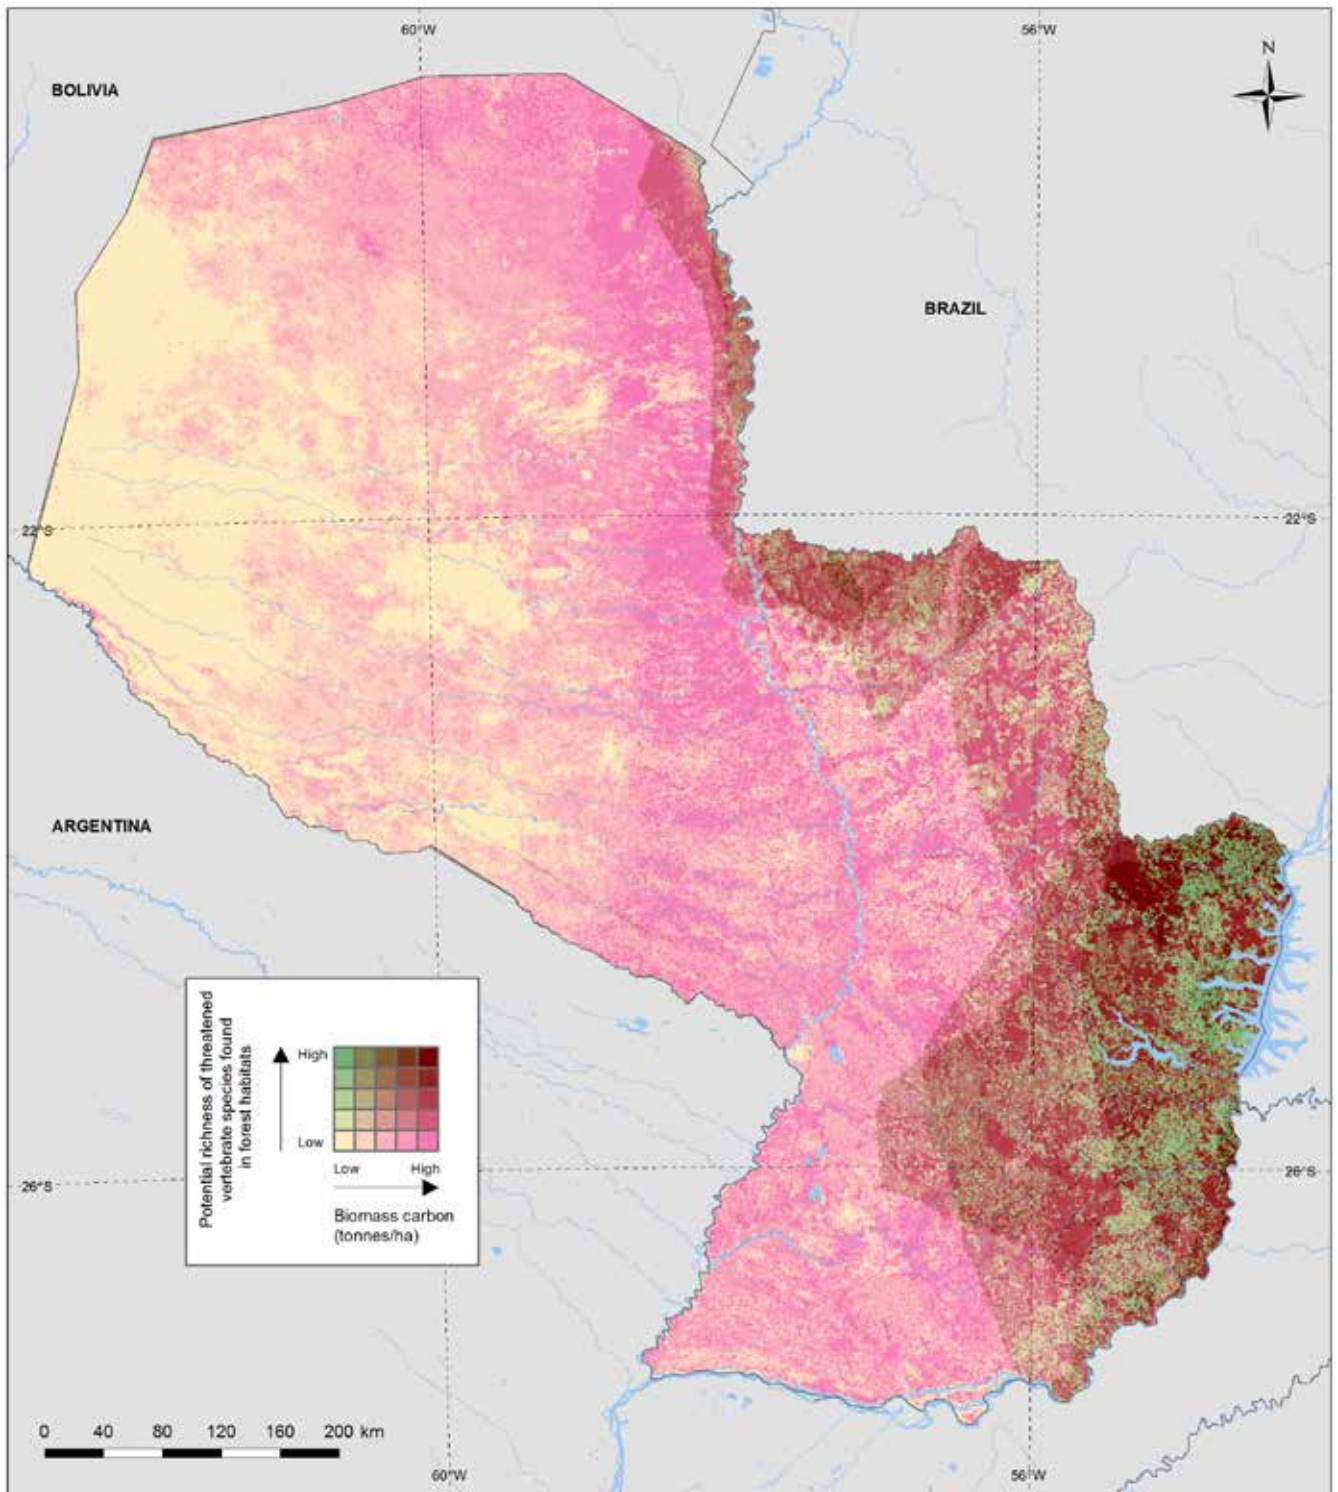 60°W
56°W
N
BOLIVIA
BRAZIL
22°S
22°S
ARGENTINA
Potential richness of threatened
vertebrate species found
in forest habitats
High
Low
Low
High
Biomass carbon
(tonnes/ha)
26°S
26°S
0 40 80 120 160 200 km
60°W
56°W